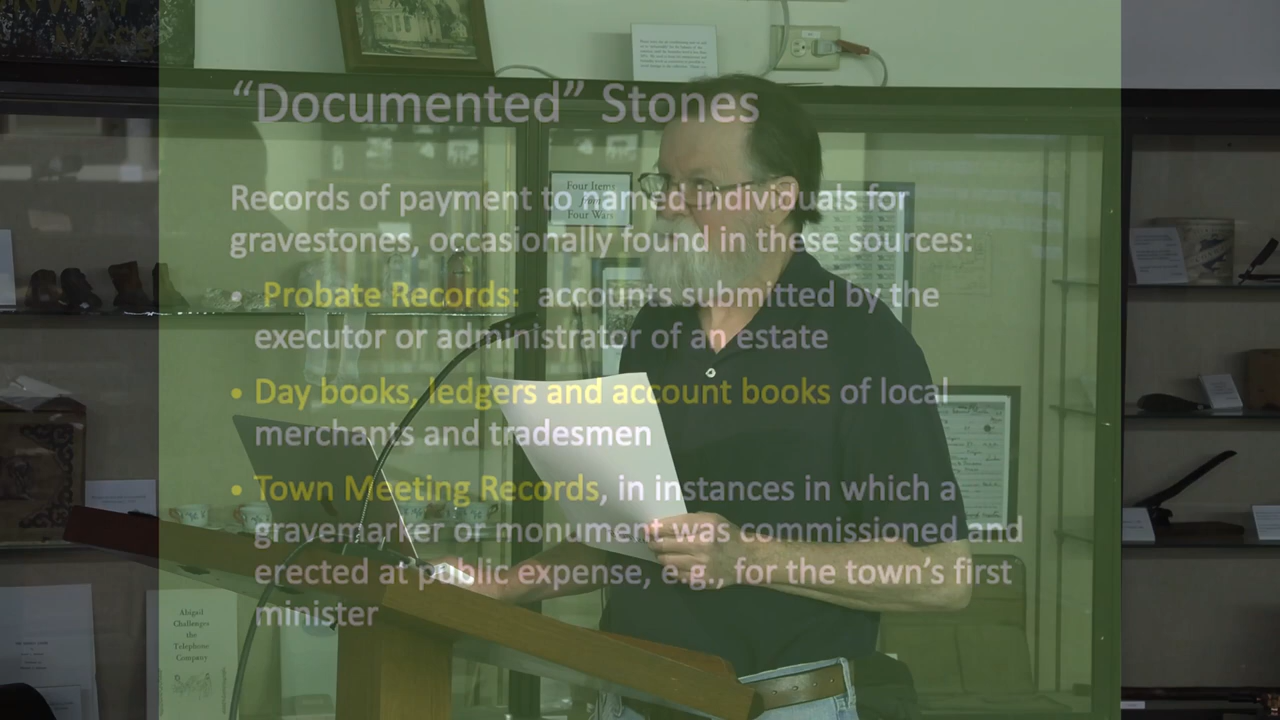 “Documented” Stones
Records of payment to named individuals for
gravestones, occasionally found in these sources:
• Probate Records: accounts submitted by the
executor or administrator of an estate
• Day books, ledgers and account books of local
merchants and tradesmen
• Town Meeting Records, in instances in which a
gravemarker or monument was commissioned and
erected at public expense, e.g., for the town’s first
minister
Four Items
from
Four Wars
Abigail
Challenges
the
Telephone
Company